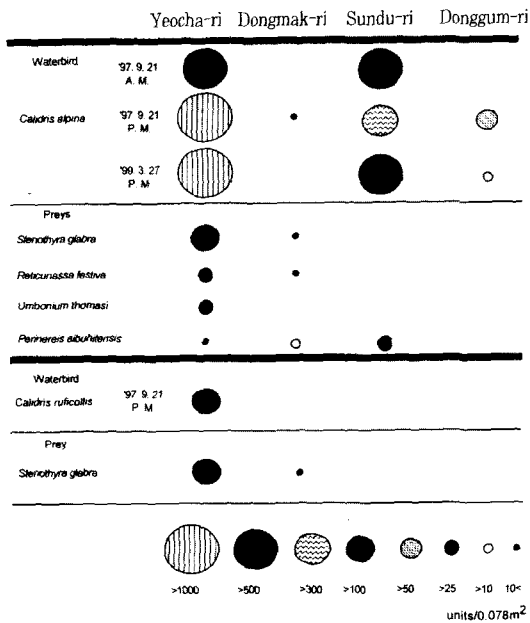 Yeocha-ri Dongmak-ri Sundu-ri Donggum-ri
Waterbird '97. 9. 21
A. M.
Calidris alpina '97. 9. 21
P. M.
'99. 3. 27
P. M
Preys
Stenothyra glabra
Reticunassa festiva
Umbonium thomasi
Perinereis aibuhitensis
Waterbird '97. 9. 21
Calidris ruficollis P. M
Prey
Stenothyra glabra
>1000 >500 >300 >100 >50 >25 >10 10<
units/0.078m²